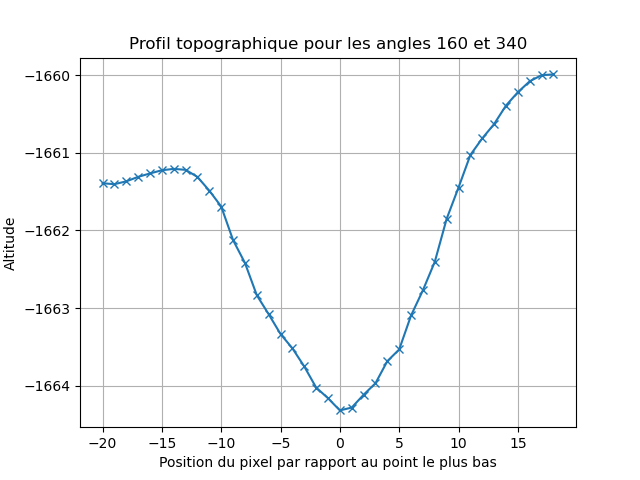 Profil topographique pour les angles 160 et 340
Altitude
−1660
−1661
−1662
−1663
−1664
−20 −15 −10 −5 0 5 10 15
Position du pixel par rapport au point le plus bas